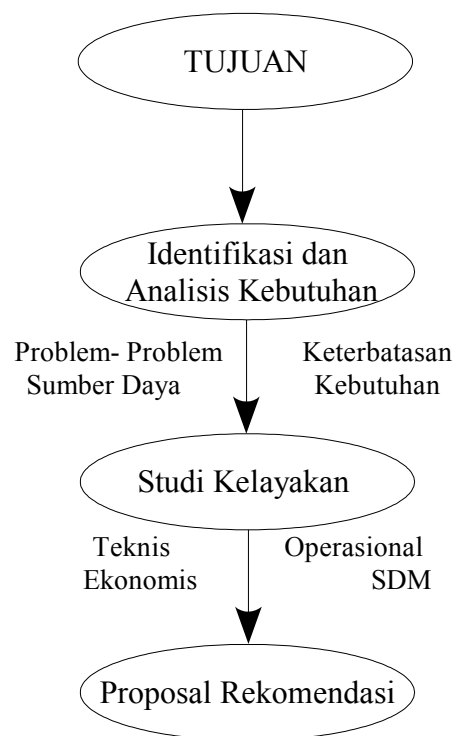 TUJUAN
Identifikasi dan
Analisis Kebutuhan
Problem- Problem
Sumber Daya
Keterbatasan
Kebutuhan
Studi Kelayakan
Teknis
Ekonomis
Operasional
SDM
Proposal Rekomendasi